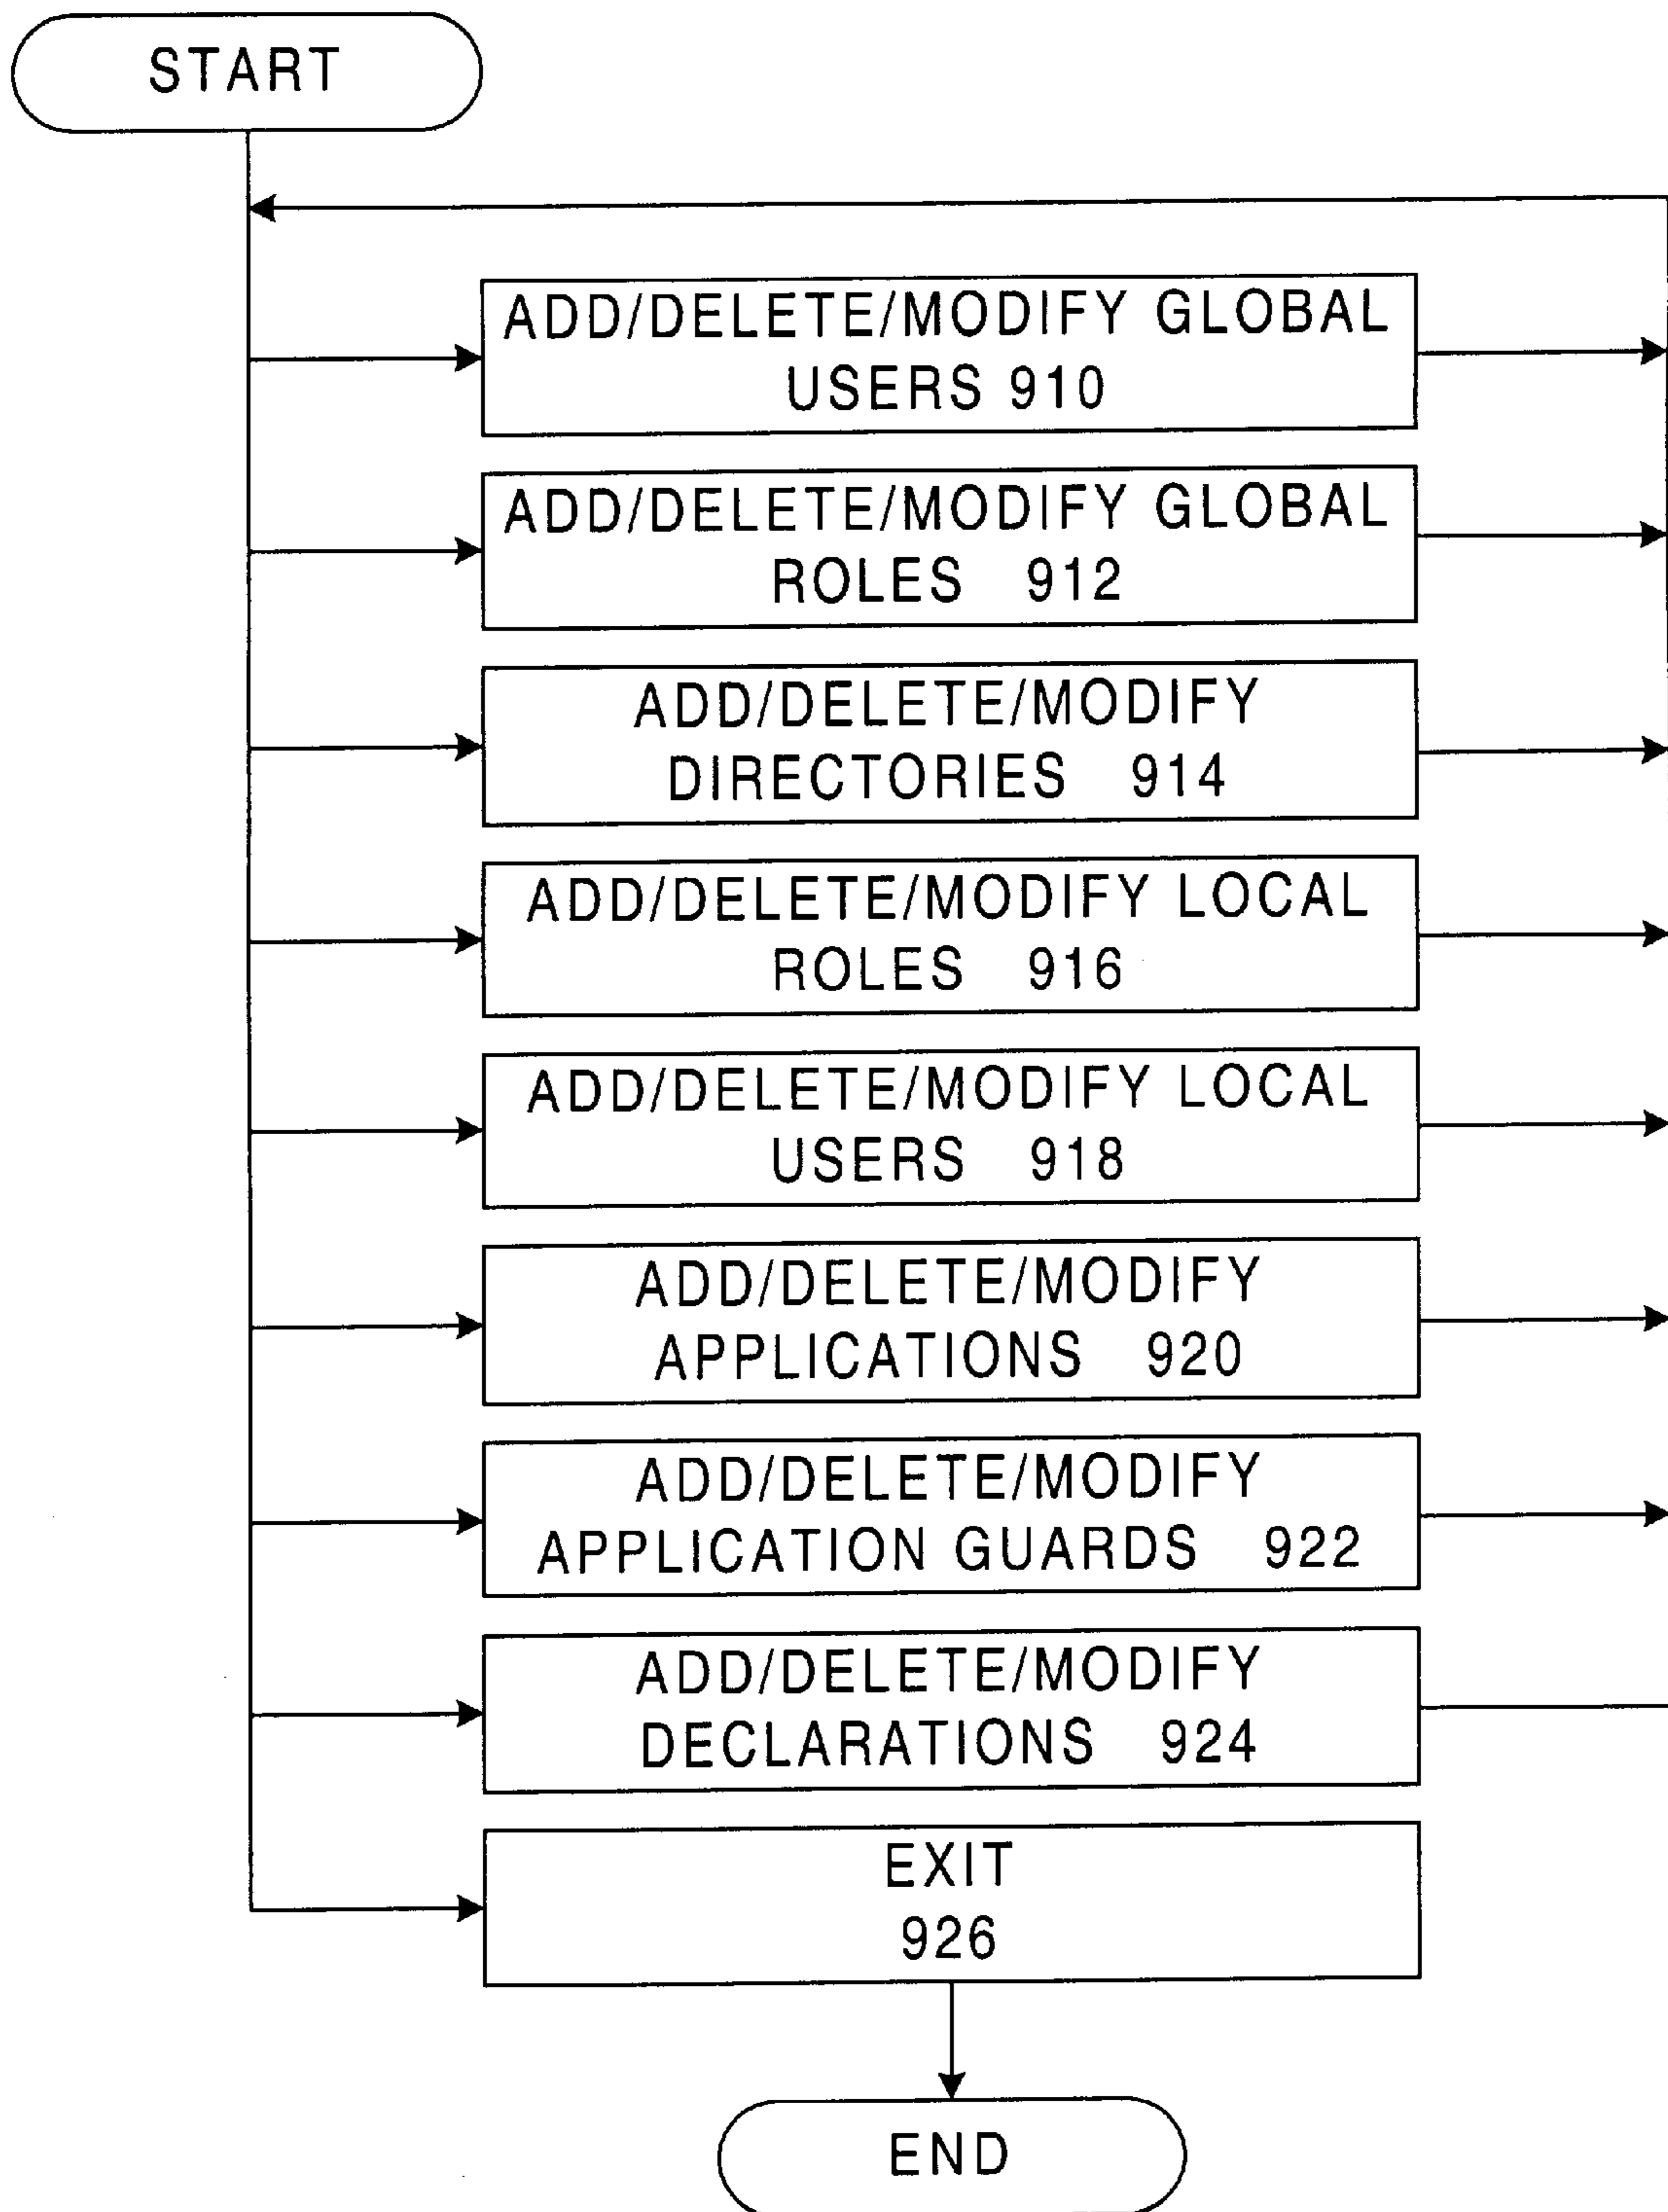 START
ADD/DELETE/MODIFY GLOBAL
USERS 910
ADD/DELETE/MODIFY GLOBAL
ROLES 912
ADD/DELETE/MODIFY
DIRECTORIES 914
ADD/DELETE/MODIFY LOCAL
ROLES 916
ADD/DELETE/MODIFY LOCAL
USERS 918
ADD/DELETE/MODIFY
APPLICATIONS 920
ADD/DELETE/MODIFY
APPLICATION GUARDS 922
ADD/DELETE/MODIFY
DECLARATIONS 924
EXIT
926
END